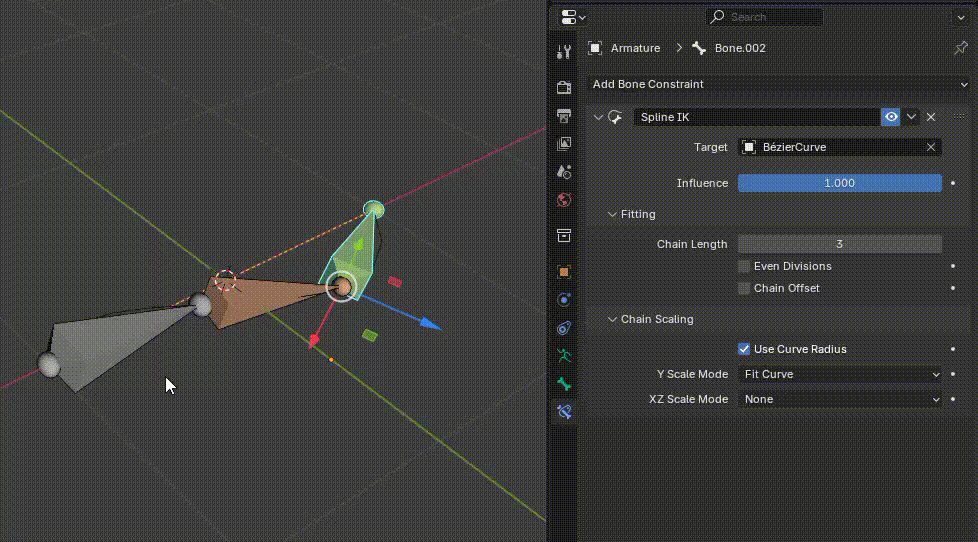 Search
Armature > Bone.002
Add Bone Constraint
Spline IK
Target BézierCurve
Influence 1.000
Fitting
Chain Length 3
Even Divisions
Chain Offset
Chain Scaling
Use Curve Radius
Y Scale Mode Fit Curve
XZ Scale Mode None